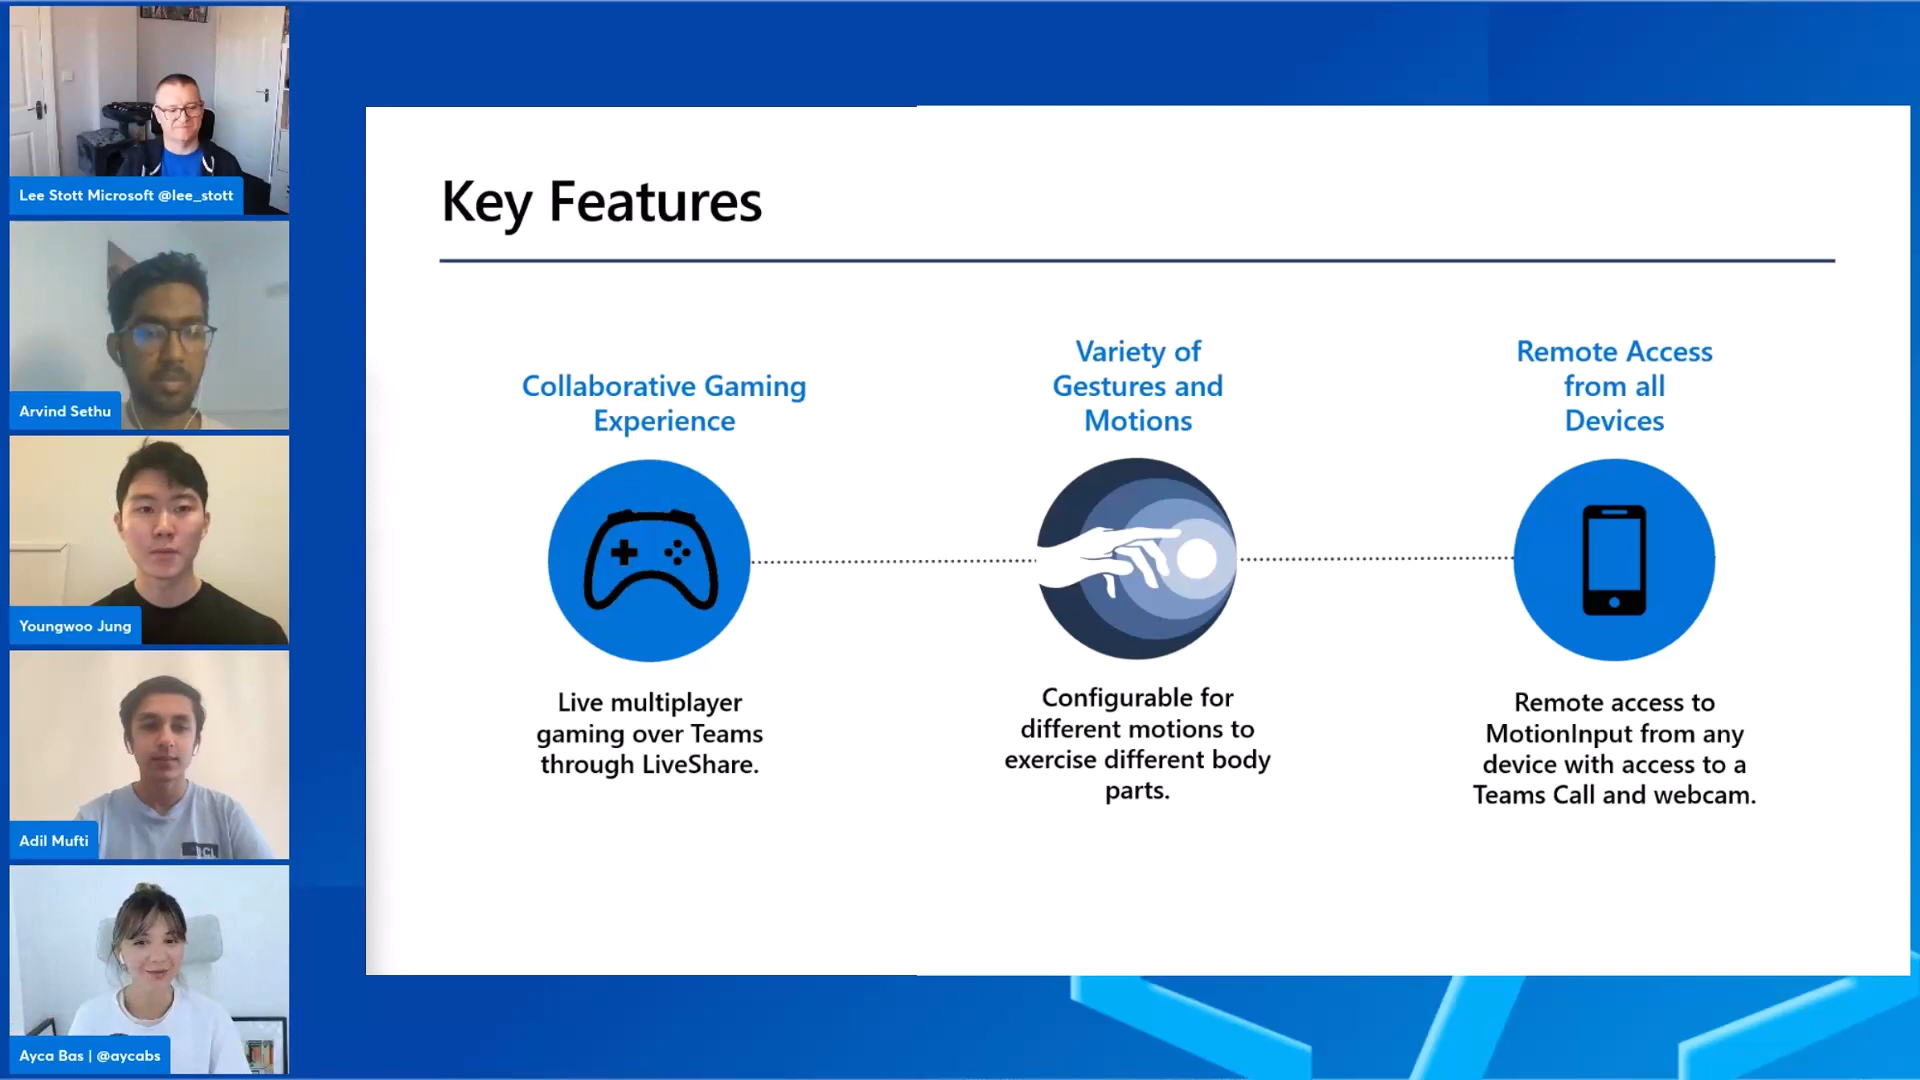 Lee Stott Microsoft @lee_stott
Arvind Sethu
Youngwoo Jung
Adil Mufti
Ayca Bas | @aycabs
Key Features
Collaborative Gaming
Experience
Live multiplayer
gaming over Teams
through LiveShare.
Variety of
Gestures and
Motions
Configurable for
different motions to
exercise different body
parts.
Remote Access
from all
Devices
Remote access to
MotionInput from any
device with access to a
Teams Call and webcam.